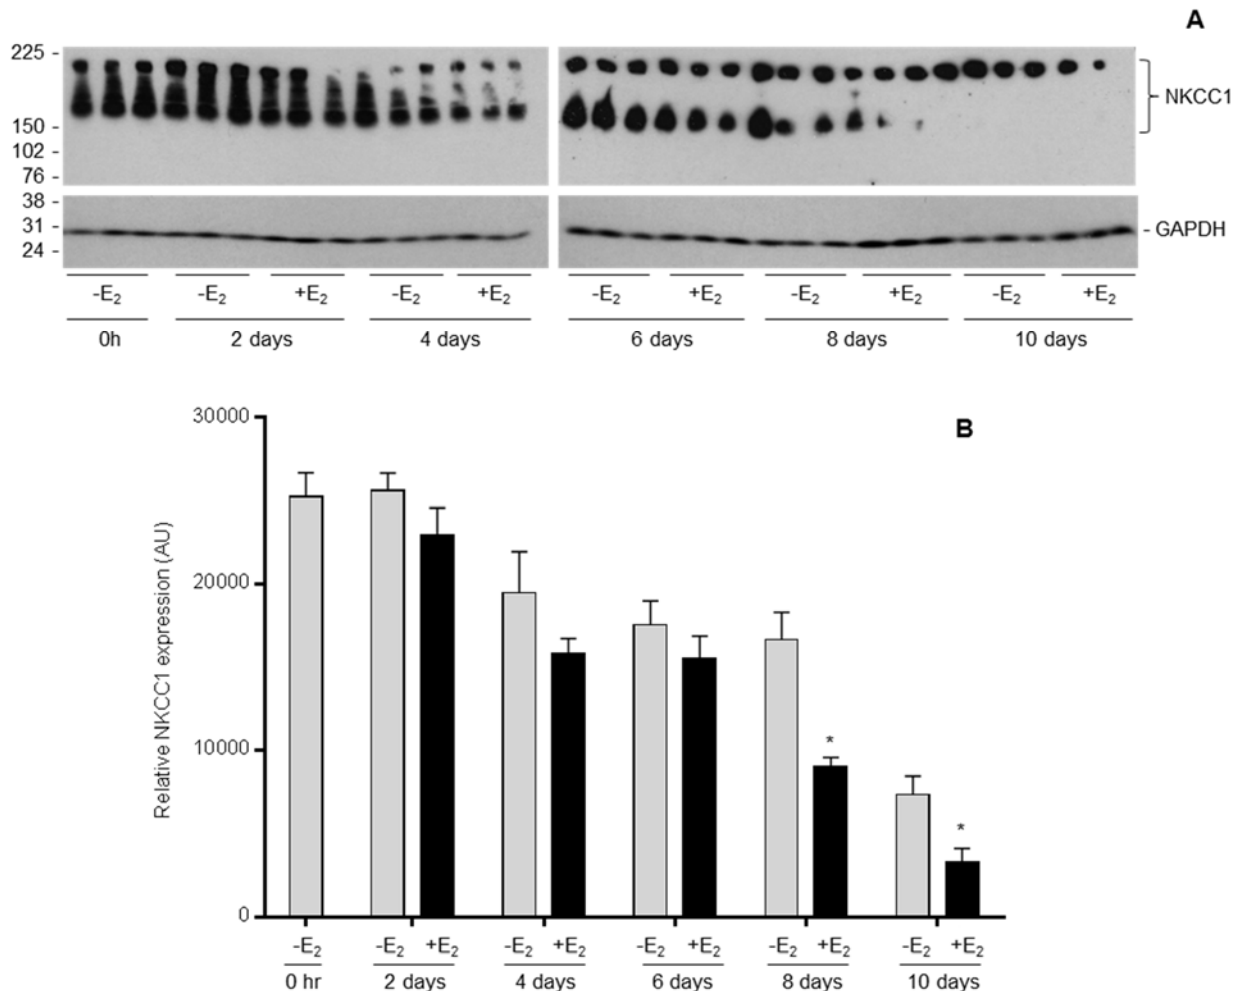 A
225 -
150 -
102 -
76 -
NKCC1
38 -
31 -
24 -
- GAPDH
-E₂ -E₂ +E₂ -E₂ +E₂ -E₂ +E₂ -E₂ +E₂ -E₂ +E₂
0h 2 days 4 days 6 days 8 days 10 days
B
Relative NKCC1 expression (AU)
30000
20000
10000
0
*
*
-E₂ -E₂ +E₂ -E₂ +E₂ -E₂ +E₂ -E₂ +E₂ -E₂ +E₂
0 hr 2 days 4 days 6 days 8 days 10 days